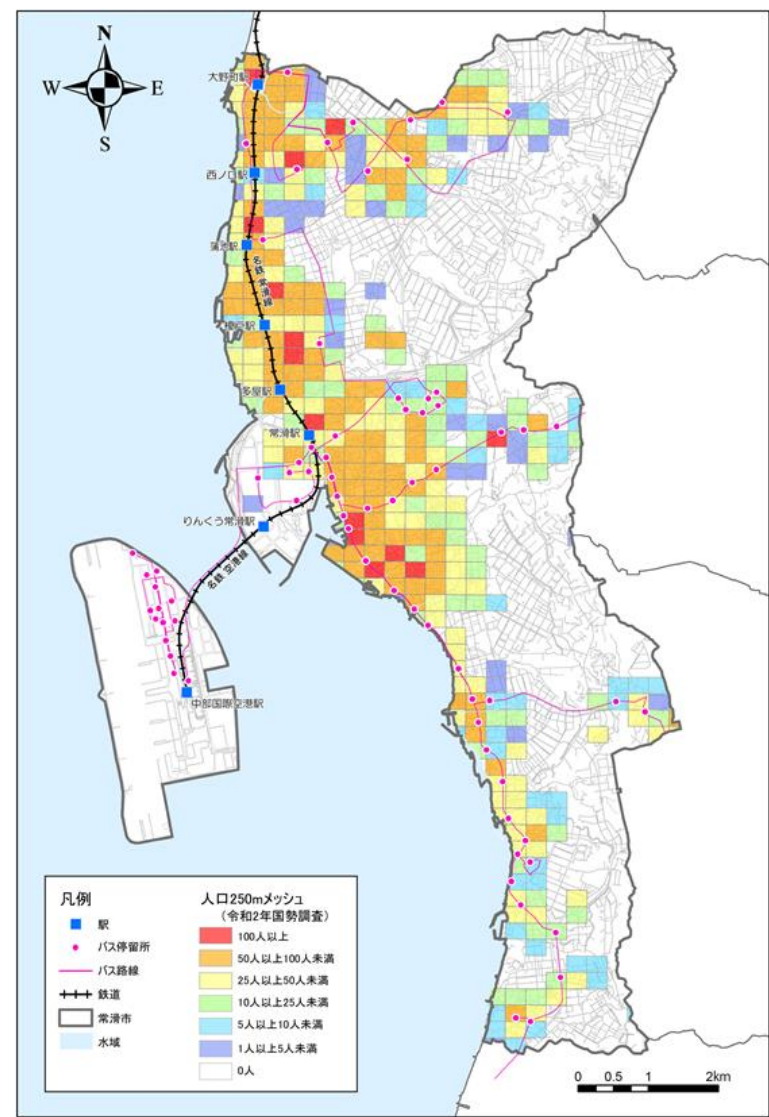 N
W
E
S
大野町駅
西ノ口駅
蒲池駅
名鉄 常滑線
榎戸駅
多屋駅
常滑駅
りんくう常滑駅
名鉄 空港線
中部国際空港駅
凡例
駅
バス停留所
バス路線
鉄道
常滑市
水域
人口250mメッシュ
(令和2年国勢調査)
100人以上
50人以上100人未満
25人以上50人未満
10人以上25人未満
5人以上10人未満
1人以上5人未満
0人
0 0.5 1 2km